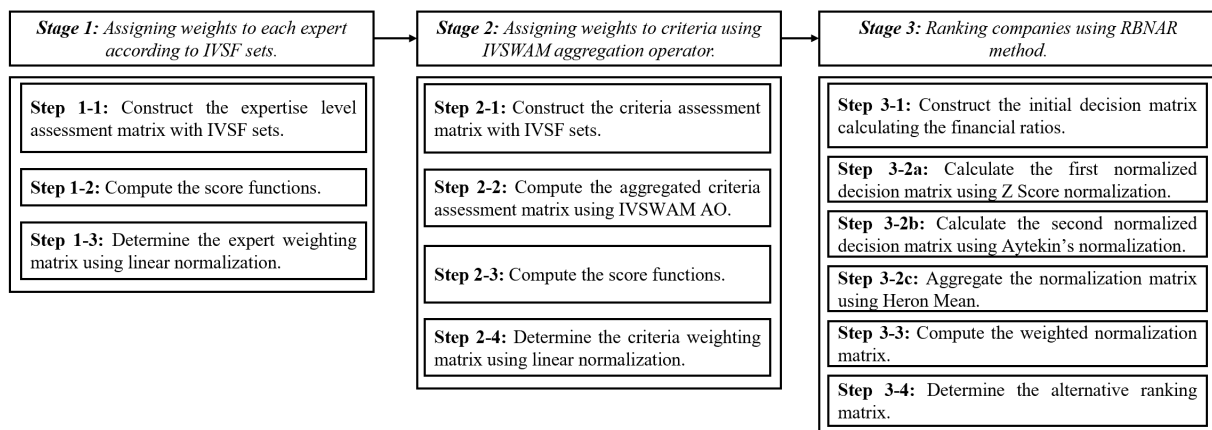 Stage 1: Assigning weights to each expert
according to IVSF sets.
Step 1-1: Construct the expertise level
assessment matrix with IVSF sets.
Step 1-2: Compute the score functions.
Step 1-3: Determine the expert weighting
matrix using linear normalization.
Stage 2: Assigning weights to criteria using
IVSWAM aggregation operator.
Step 2-1: Construct the criteria assessment
matrix with IVSF sets.
Step 2-2: Compute the aggregated criteria
assessment matrix using IVSWAM AO.
Step 2-3: Compute the score functions.
Step 2-4: Determine the criteria weighting
matrix using linear normalization.
Stage 3: Ranking companies using RBNAR
method.
Step 3-1: Construct the initial decision matrix
calculating the financial ratios.
Step 3-2a: Calculate the first normalized
decision matrix using Z Score normalization.
Step 3-2b: Calculate the second normalized
decision matrix using Aytekin’s normalization.
Step 3-2c: Aggregate the normalization matrix
using Heron Mean.
Step 3-3: Compute the weighted normalization
matrix.
Step 3-4: Determine the alternative ranking
matrix.